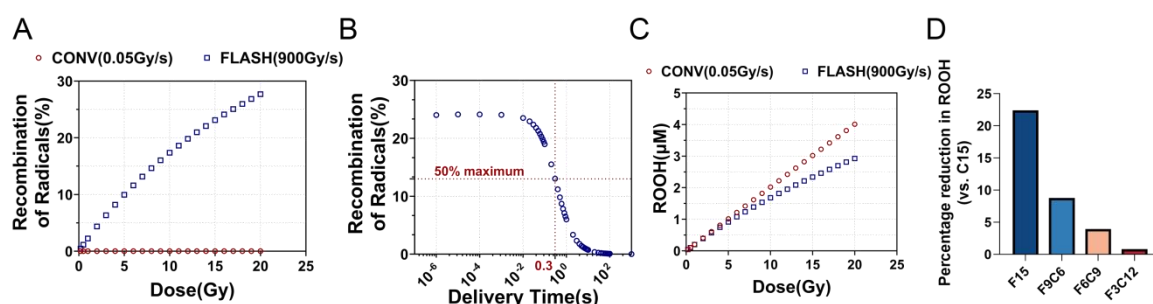 A
CONV(0.05Gy/s)
FLASH(900Gy/s)
Recombination
of Radicals(%)
30
20
10
0
0
5
10
15
20
25
Dose(Gy)
B
Recombination
of Radicals(%)
30
20
10
0
50% maximum
10⁻⁶
10⁻⁴
10⁻²
0.3
10⁰
10²
Delivery Time(s)
C
CONV(0.05Gy/s)
FLASH(900Gy/s)
ROOH(μM)
5
4
3
2
1
0
0
5
10
15
20
25
Dose(Gy)
D
Percentage reduction in ROOH
(vs. C15)
25
20
15
10
5
0
F15
F9C6
F6C9
F3C12